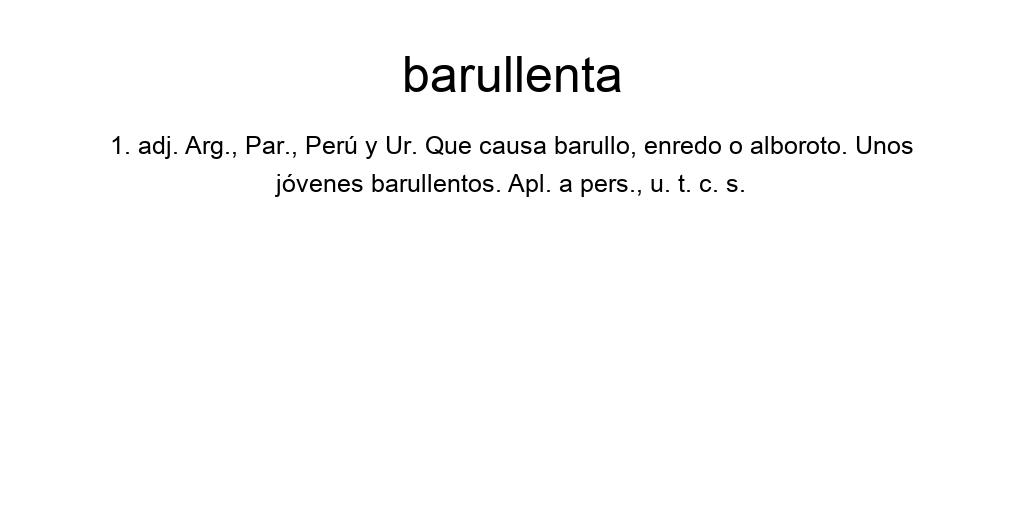 barullenta
1. adj. Arg., Par., Perú y Ur. Que causa barullo, enredo o alboroto. Unos
jóvenes barullentos. Apl. a pers., u. t. c. s.